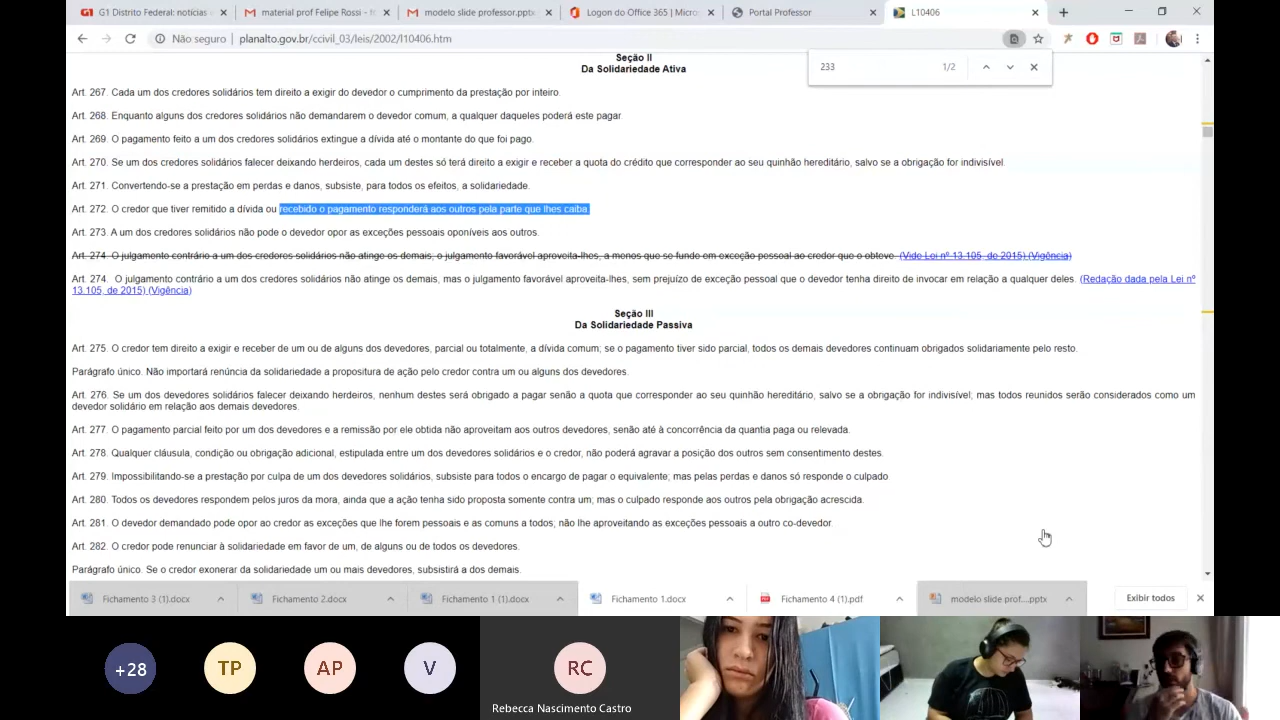 G1 Distrito Federal: notícias e
material prof Felipe Rossi - fr
modelo slide professor.pptx
Logon do Office 365 | Micro
Portal Professor
L10406
Não seguro | planalto.gov.br/ccivil_03/leis/2002/l10406.htm
233
1/2
Seção II
Da Solidariedade Ativa
Art. 267. Cada um dos credores solidários tem direito a exigir do devedor o cumprimento da prestação por inteiro.
Art. 268. Enquanto alguns dos credores solidários não demandarem o devedor comum, a qualquer daqueles poderá este pagar
Art. 269. O pagamento feito a um dos credores solidários extingue a dívida até o montante do que foi pago.
Art. 270. Se um dos credores solidários falecer deixando herdeiros, cada um destes só terá direito a exigir e receber a quota do crédito que corresponder ao seu quinhão hereditário, salvo se a obrigação for indivisível.
Art. 271. Convertendo-se a prestação em perdas e danos, subsiste, para todos os efeitos, a solidariedade.
Art. 272. O credor que tiver remitido a dívida ou recebido o pagamento responderá aos outros pela parte que lhes caiba.
Art. 273. A um dos credores solidários não pode o devedor opor as exceções pessoais oponíveis aos outros.
Art. 274. O julgamento contrário a um dos credores solidários não atinge os demais; o julgamento favorável aproveita-lhes, a menos que se funde em exceção pessoal ao credor que o obteve. (Vide Lei nº 13.105, de 2015) (Vigência)
Art. 274. O julgamento contrário a um dos credores solidários não atinge os demais, mas o julgamento favorável aproveita-lhes, sem prejuízo de exceção pessoal que o devedor tenha direito de invocar em relação a qualquer deles. (Redação dada pela Lei nº
13.105, de 2015) (Vigência)
Seção III
Da Solidariedade Passiva
Art. 275. O credor tem direito a exigir e receber de um ou de alguns dos devedores, parcial ou totalmente, a dívida comum; se o pagamento tiver sido parcial, todos os demais devedores continuam obrigados solidariamente pelo resto.
Parágrafo único. Não importará renúncia da solidariedade a propositura de ação pelo credor contra um ou alguns dos devedores.
Art. 276. Se um dos devedores solidários falecer deixando herdeiros, nenhum destes será obrigado a pagar senão a quota que corresponder ao seu quinhão hereditário, salvo se a obrigação for indivisível; mas todos reunidos serão considerados como um
devedor solidário em relação aos demais devedores.
Art. 277. O pagamento parcial feito por um dos devedores e a remissão por ele obtida não aproveitam aos outros devedores, senão até à concorrência da quantia paga ou relevada.
Art. 278. Qualquer cláusula, condição ou obrigação adicional, estipulada entre um dos devedores solidários e o credor, não poderá agravar a posição dos outros sem consentimento destes.
Art. 279. Impossibilitando-se a prestação por culpa de um dos devedores solidários, subsiste para todos o encargo de pagar o equivalente; mas pelas perdas e danos só responde o culpado
Art. 280. Todos os devedores respondem pelos juros da mora, ainda que a ação tenha sido proposta somente contra um; mas o culpado responde aos outros pela obrigação acrescida.
Art. 281. O devedor demandado pode opor ao credor as exceções que lhe forem pessoais e as comuns a todos; não lhe aproveitando as exceções pessoais a outro co-devedor.
Art. 282. O credor pode renunciar à solidariedade em favor de um, de alguns ou de todos os devedores.
Parágrafo único. Se o credor exonerar da solidariedade um ou mais devedores, subsistirá a dos demais.
Fichamento 3 (1).docx
Fichamento 2.docx
Fichamento 1 (1).docx
Fichamento 1.docx
Fichamento 4 (1).pdf
modelo slide prof....pptx
Exibir todos
+28
TP
AP
V
RC
Rebecca Nascimento Castro